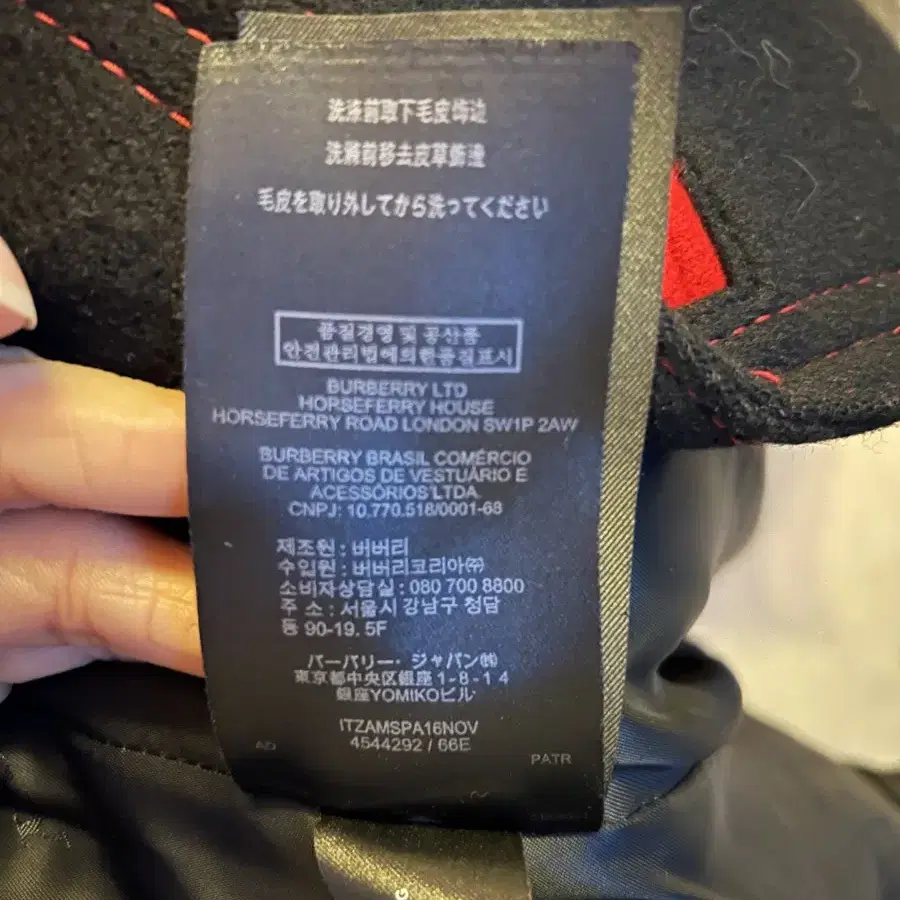 洗涤前取下毛皮饰边
洗滌前移去皮草飾邊
毛皮を取り外してから洗ってください
품질경영 및 공산품
안전관리법에의한품질표시
BURBERRY LTD
HORSEFERRY HOUSE
HORSEFERRY ROAD LONDON SW1P 2AW
BURBERRY BRASIL COMÉRCIO
DE ARTIGOS DE VESTUÁRIO E
ACESSÓRIOS LTDA
CNPJ: 10.770.518/0001-68
제조원 : 버버리
수입원 : 버버리코리아㈜
소비자상담실 : 080 700 8800
주 소 : 서울시 강남구 청담
동 90-19. 5F
バーバリー・ジャパン㈱
東京都中央区銀座1-8-14
銀座YOMIKOビル
ITZAMSPA16NOV
4544292 / 66E
AD
PATR